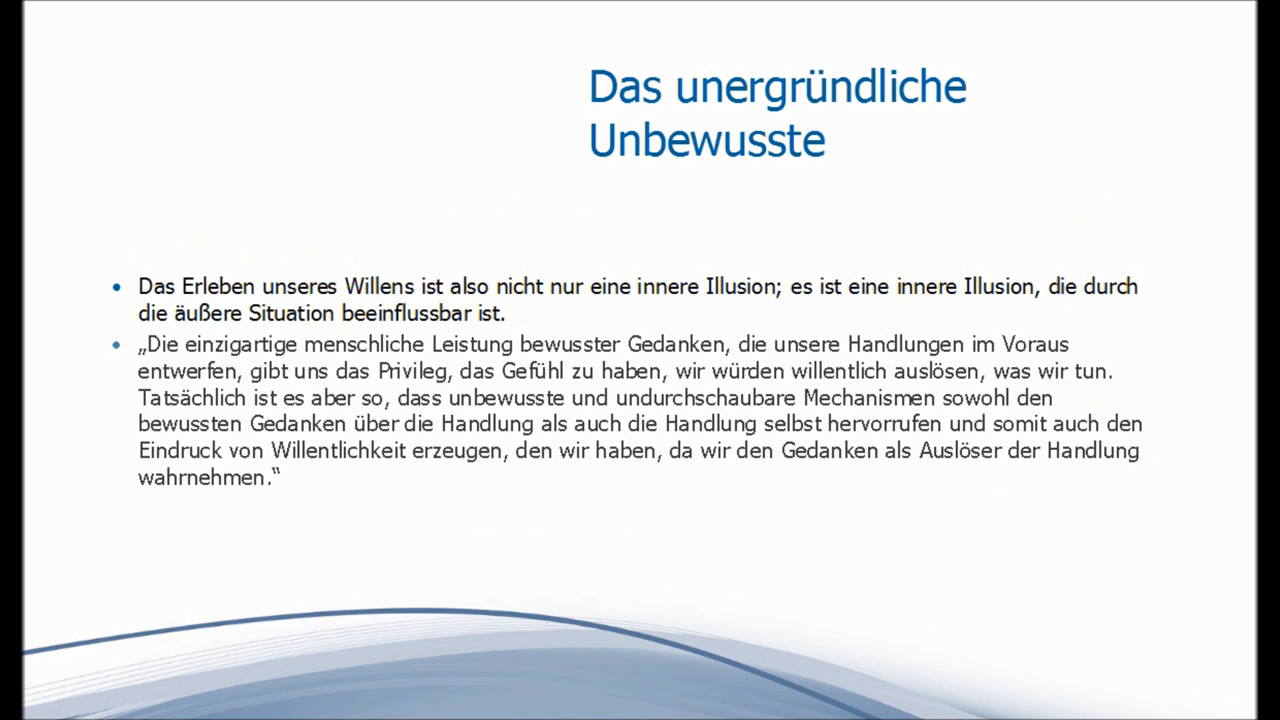 Das unergründliche
Unbewusste
• Das Erleben unseres Willens ist also nicht nur eine innere Illusion; es ist eine innere Illusion, die durch
die äußere Situation beeinflussbar ist.
• „Die einzigartige menschliche Leistung bewusster Gedanken, die unsere Handlungen im Voraus
entwerfen, gibt uns das Privileg, das Gefühl zu haben, wir würden willentlich auslösen, was wir tun.
Tatsächlich ist es aber so, dass unbewusste und undurchschaubare Mechanismen sowohl den
bewussten Gedanken über die Handlung als auch die Handlung selbst hervorrufen und somit auch den
Eindruck von Willentlichkeit erzeugen, den wir haben, da wir den Gedanken als Auslöser der Handlung
wahrnehmen.“